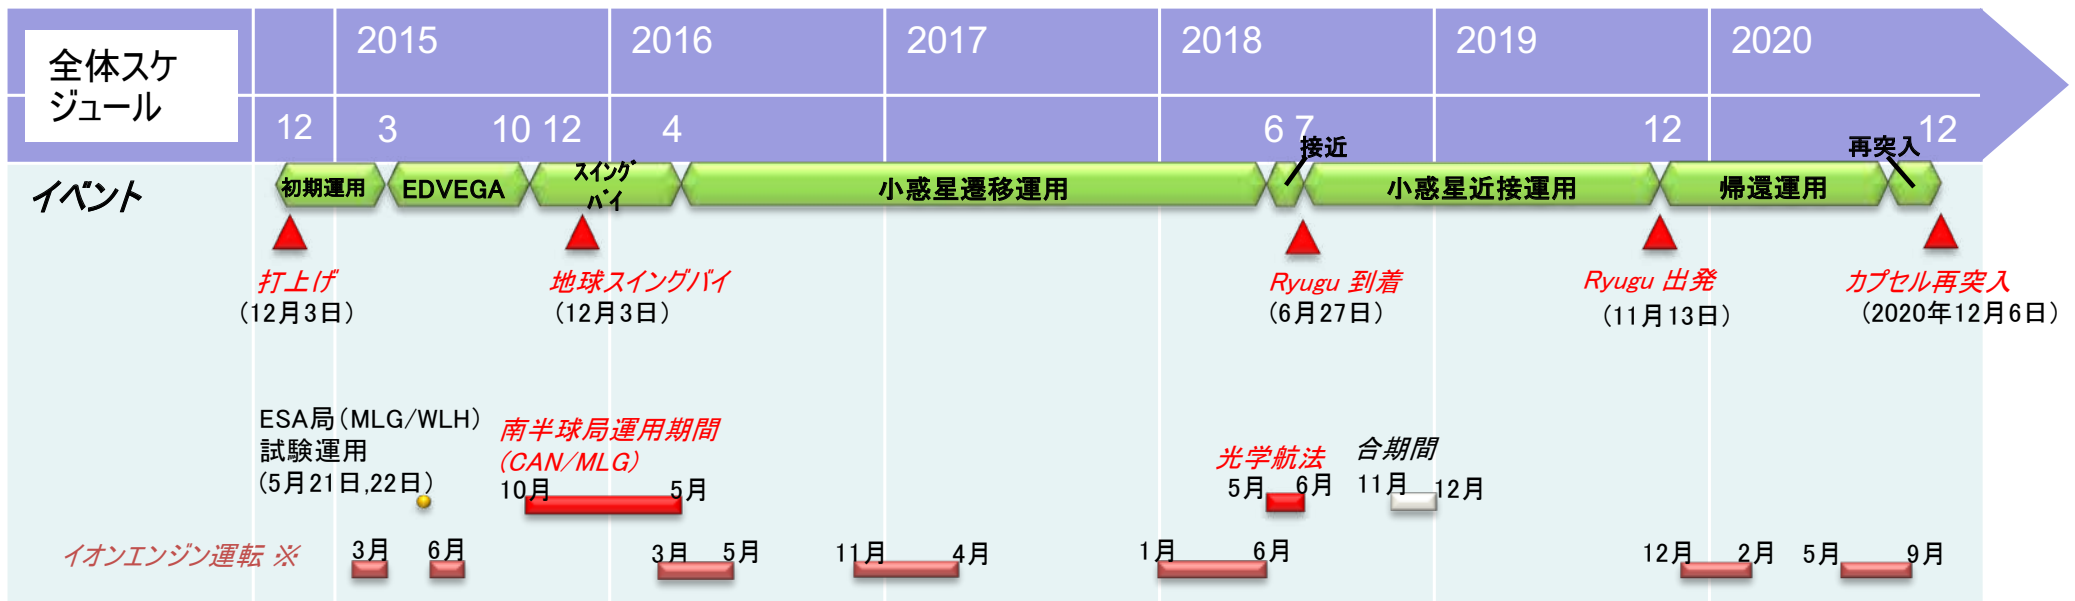 全体スケ
ジュール
2015 2016 2017 2018 2019 2020
12 3 10 12 4 6 7 12 12
イベント
初期運用
EDVEGA
スイング
バイ
小惑星遷移運用
接近
小惑星近接運用
帰還運用
再突入
打上げ
(12月3日)
地球スイングバイ
(12月3日)
Ryugu 到着
(6月27日)
Ryugu 出発
(11月13日)
カプセル再突入
(2020年12月6日)
ESA局(MLG/WLH)
試験運用
(5月21日,22日)
南半球局運用期間
(CAN/MLG)
10月 5月
光学航法
5月 6月
合期間
11月 12月
イオンエンジン運転 ※
3月 6月 3月 5月 11月 4月 1月 6月 12月 2月 5月 9月